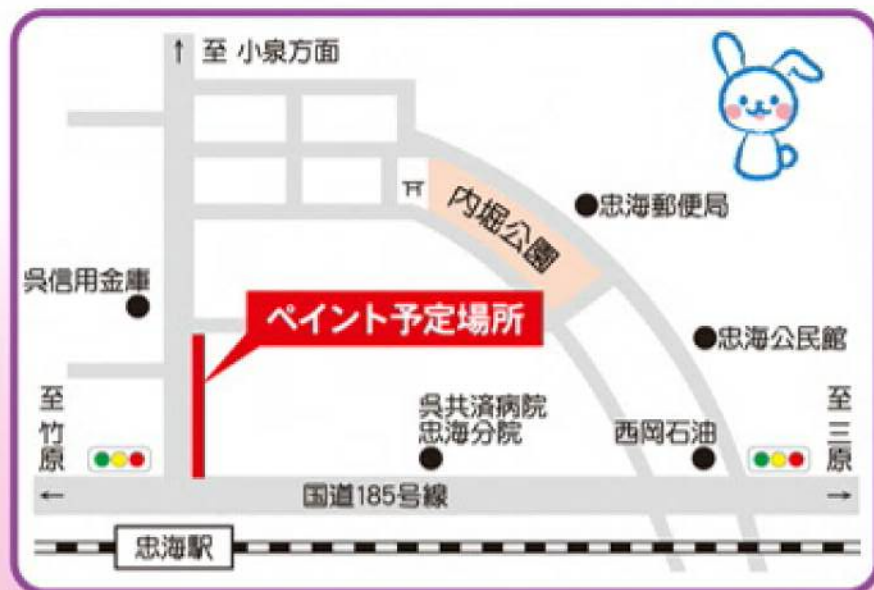 ↑ 至 小泉方面
内堀公園
忠海郵便局
呉信用金庫
ペイント予定場所
忠海公民館
至竹原
呉共済病院
忠海分院
西岡石油
至三原
←
国道185号線
→
忠海駅